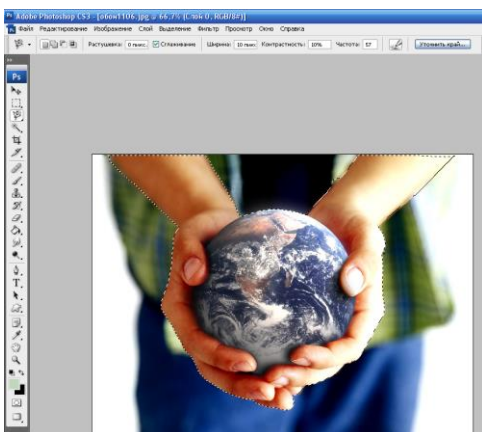 Adobe Photoshop CS3 - [обои1106.jpg @ 66,7% (Слой 0, RGB/8#)]
Файл Редактирование Изображение Слой Выделение Фильтр Просмотр Окно Справка
Растушевка: 0 пикс. Сглаживание Ширина: 10 пикс Контрастность: 10% Частота: 57 Уточнить край...
Ps
T